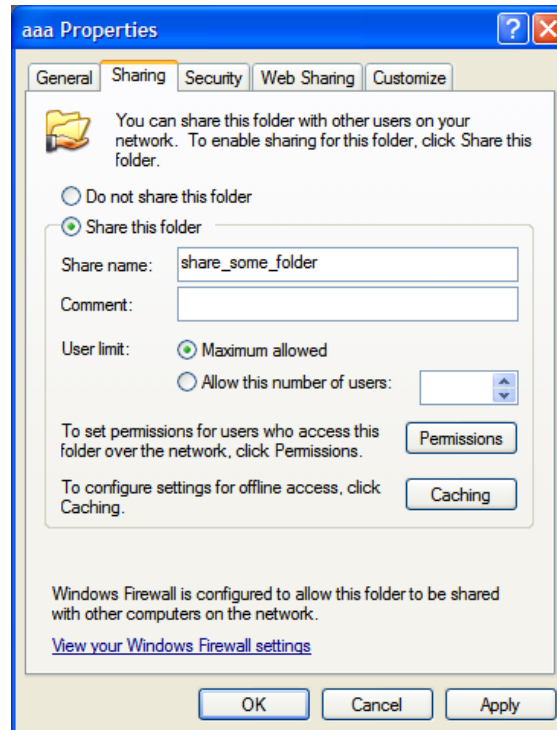 aaa Properties
General Sharing Security Web Sharing Customize
You can share this folder with other users on your
network. To enable sharing for this folder, click Share this
folder.
Do not share this folder
Share this folder
Share name: share_some_folder
Comment:
User limit: Maximum allowed
Allow this number of users:
To set permissions for users who access this
folder over the network, click Permissions.
Permissions
To configure settings for offline access, click
Caching.
Caching
Windows Firewall is configured to allow this folder to be shared
with other computers on the network.
View your Windows Firewall settings
OK Cancel Apply